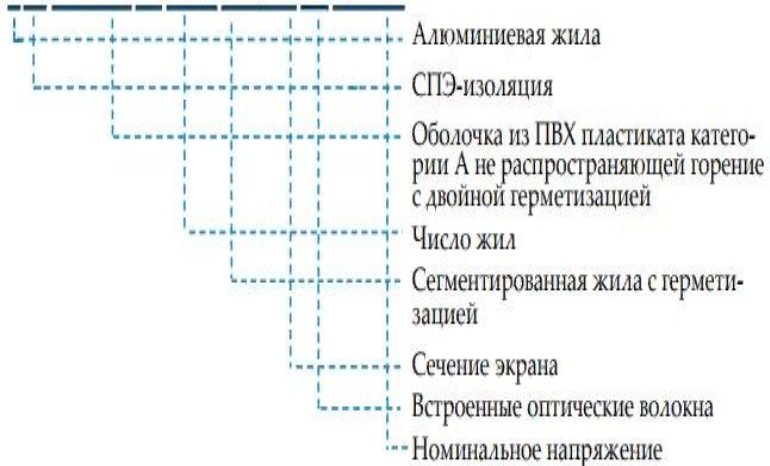 Алюминиевая жила
СПЭ-изоляция
Оболочка из ПВХ пластиката катего-
рии А не распространяющей горение
с двойной герметизацией
Число жил
Сегментированная жила с гермети-
зацией
Сечение экрана
Встроенные оптические волокна
Номинальное напряжение